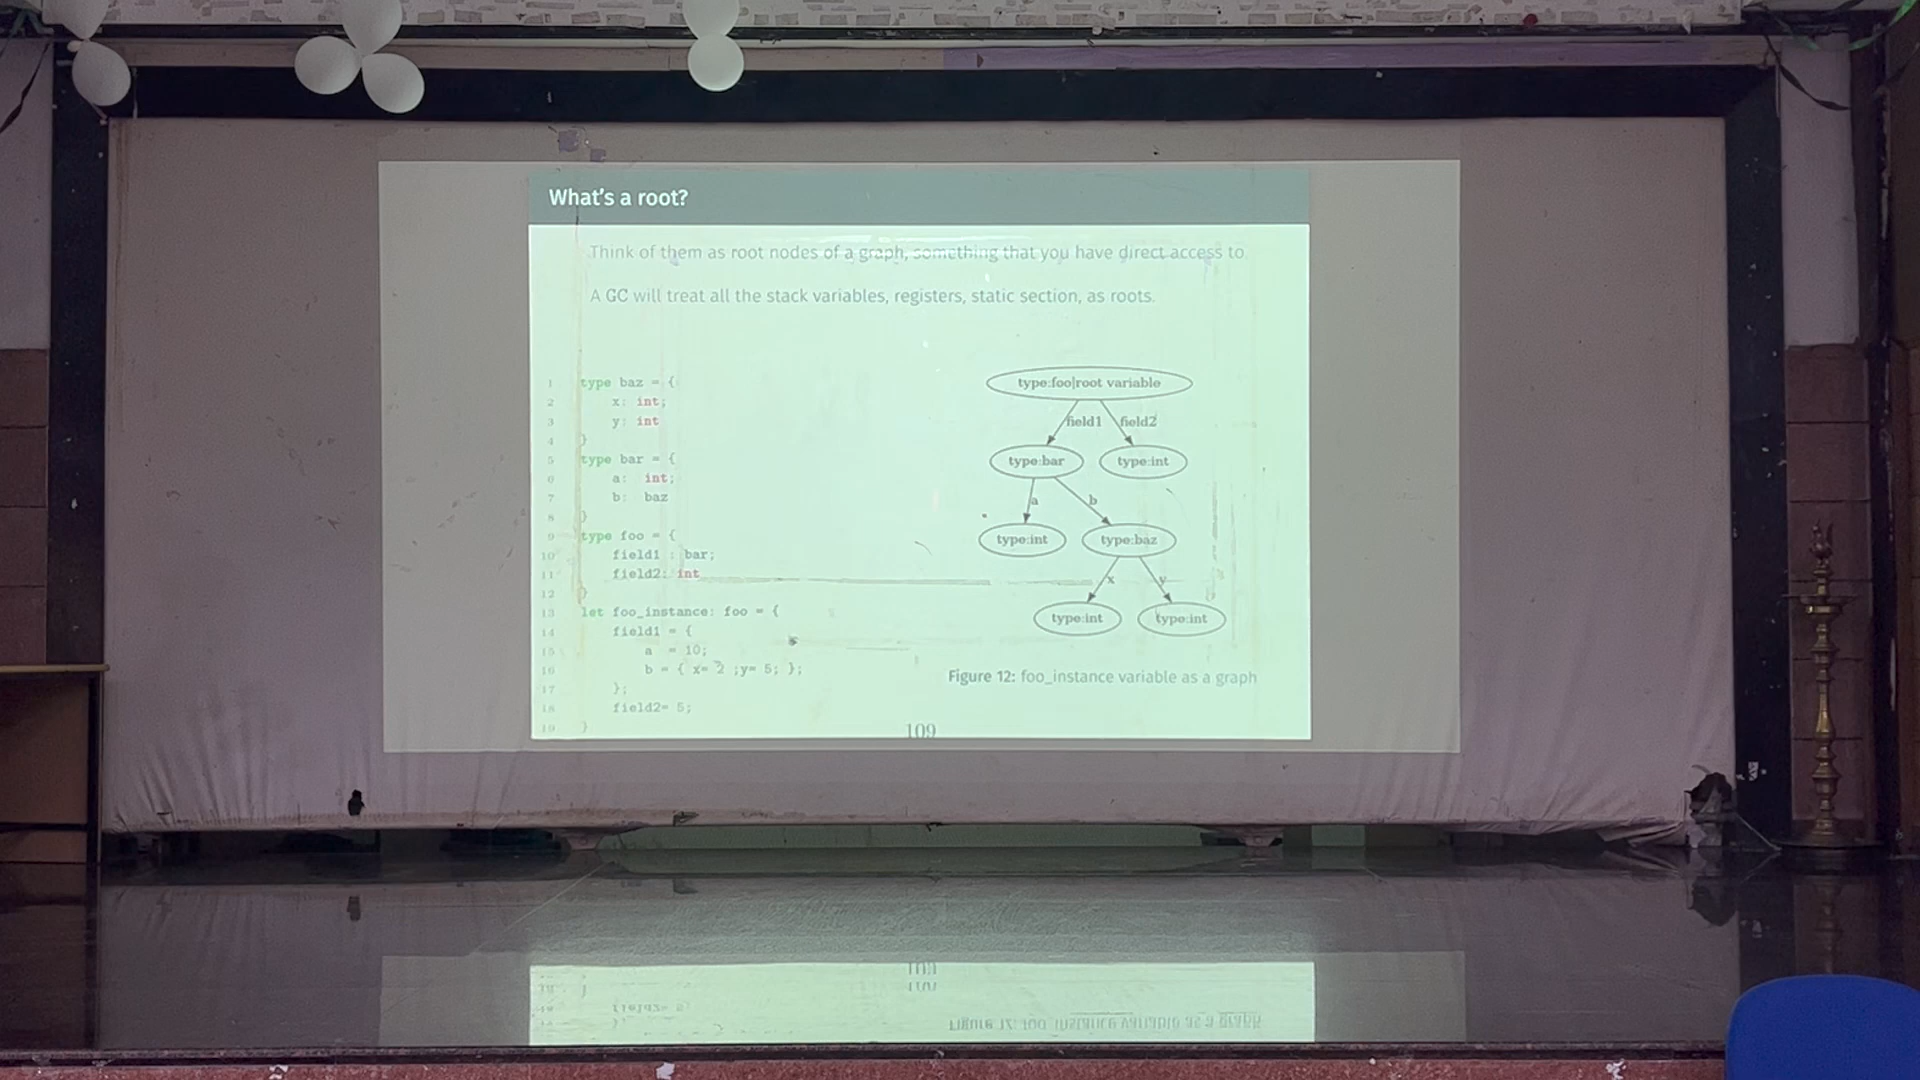 What's a root?
Think of them as root nodes of a graph, something that you have direct access to
A GC will treat all the stack variables, registers, static section, as roots.
1 type baz = {
2 x: int;
3 y: int
4 }
5 type bar = {
6 a: int;
7 b: baz
8 }
9 type foo = {
10 field1 : bar;
11 field2: int
12 }
13 let foo_instance: foo = {
14 field1 = {
15 a = 10;
16 b = { x= 2 ;y= 5; };
17 };
18 field2= 5;
19 }
type:foo|root variable
field1 field2
type:bar type:int
a b
type:int type:baz
x y
type:int type:int
Figure 12: foo_instance variable as a graph
109